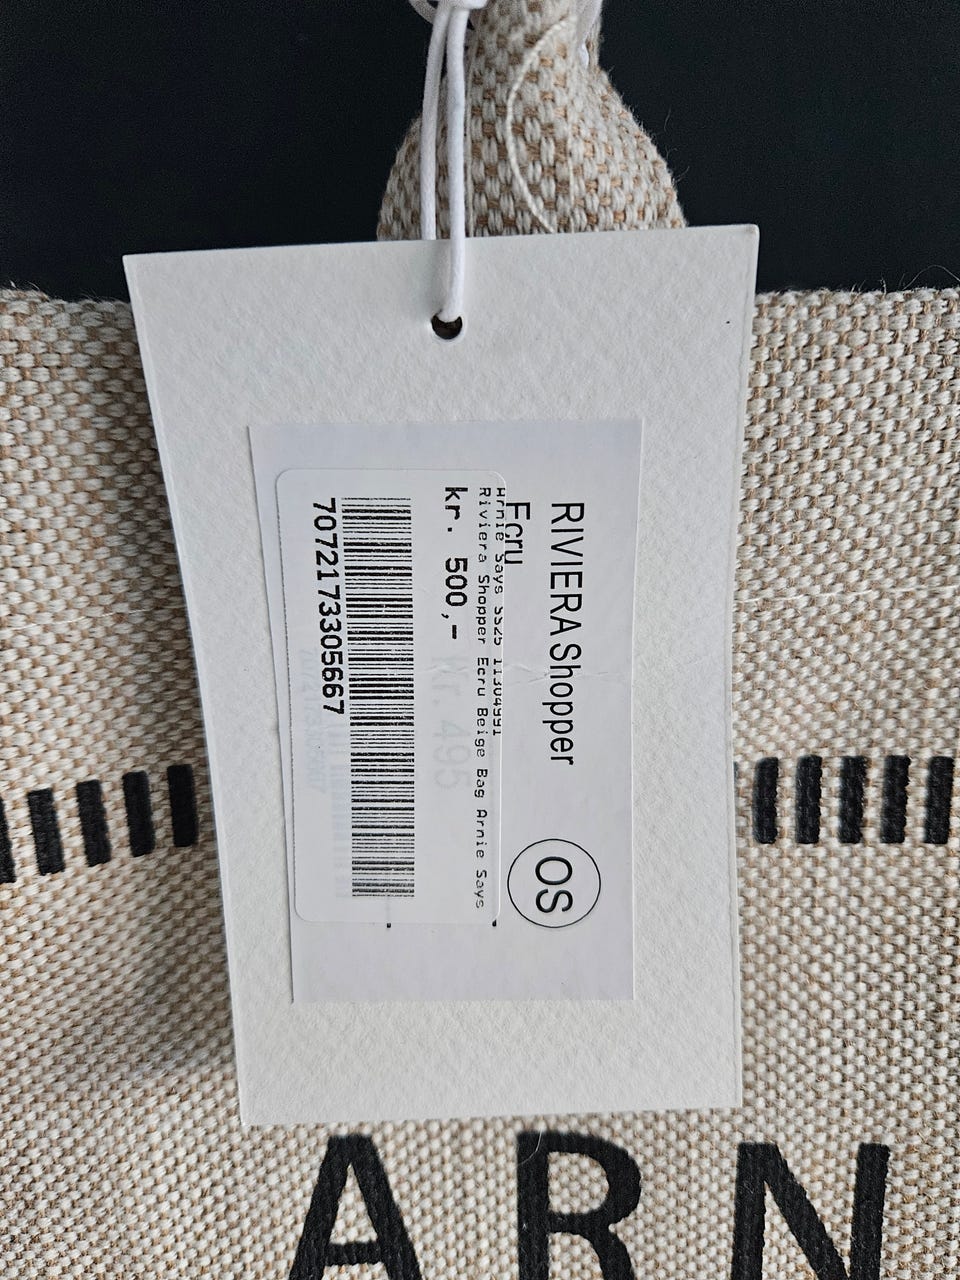 RIVIERA Shopper
Ecru
OS
Arnie Says SS25 11304991
Riviera Shopper Ecru Beige Bag Arnie Says
kr. 500,-
Kr. 495
7072173305667
ARN